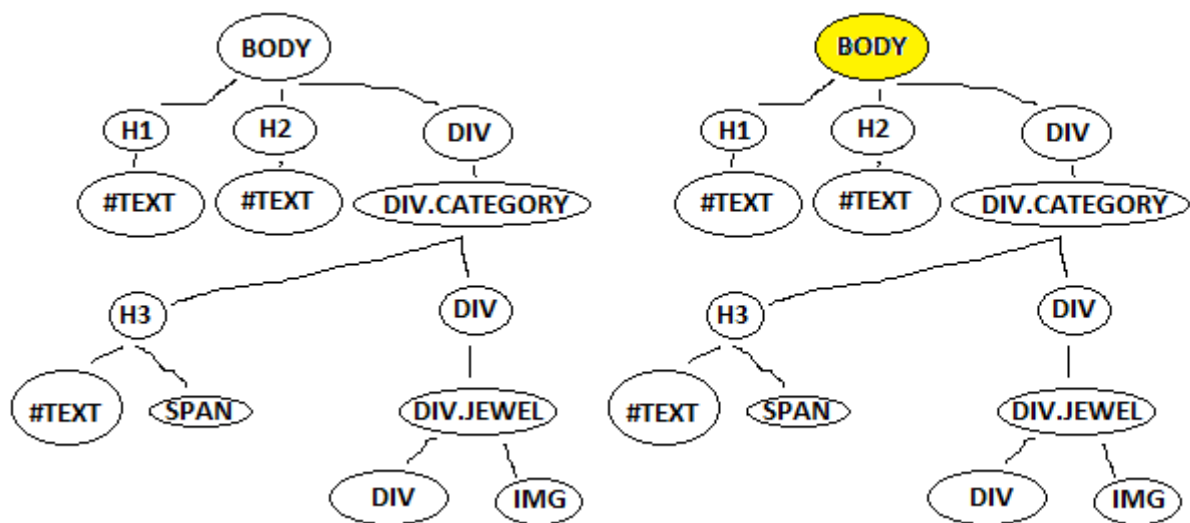 BODY BODY
H1 H2 DIV H1 H2 DIV
#TEXT #TEXT DIV.CATEGORY #TEXT #TEXT DIV.CATEGORY
H3 DIV H3 DIV
#TEXT SPAN DIV.JEWEL #TEXT SPAN DIV.JEWEL
DIV IMG DIV IMG